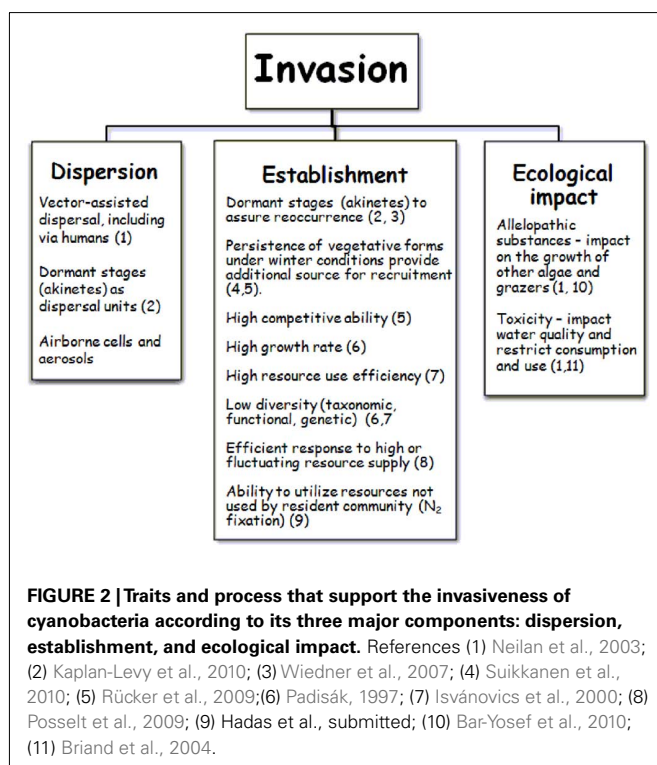 Invasion
Dispersion
Vector-assisted
dispersal, including
via humans (1)
Dormant stages
(akinetes) as
dispersal units (2)
Airborne cells and
aerosols
Establishment
Dormant stages (akinetes) to
assure reoccurrence (2, 3)
Persistence of vegetative forms
under winter conditions provide
additional source for recruitment
(4,5).
High competitive ability (5)
High growth rate (6)
High resource use efficiency (7)
Low diversity (taxonomic,
functional, genetic) (6,7
Efficient response to high or
fluctuating resource supply (8)
Ability to utilize resources not
used by resident community (N₂
fixation) (9)
Ecological
impact
Allelopathic
substances – impact
on the growth of
other algae and
grazers (1, 10)
Toxicity – impact
water quality and
restrict consumption
and use (1,11)
FIGURE 2 | Traits and process that support the invasiveness of
cyanobacteria according to its three major components: dispersion,
establishment, and ecological impact. References (1) Neilan et al., 2003;
(2) Kaplan-Levy et al., 2010; (3) Wiedner et al., 2007; (4) Suikkanen et al.,
2010; (5) Rücker et al., 2009;(6) Padisák, 1997; (7) Isvánovics et al., 2000; (8)
Posselt et al., 2009; (9) Hadas et al., submitted; (10) Bar-Yosef et al., 2010;
(11) Briand et al., 2004.